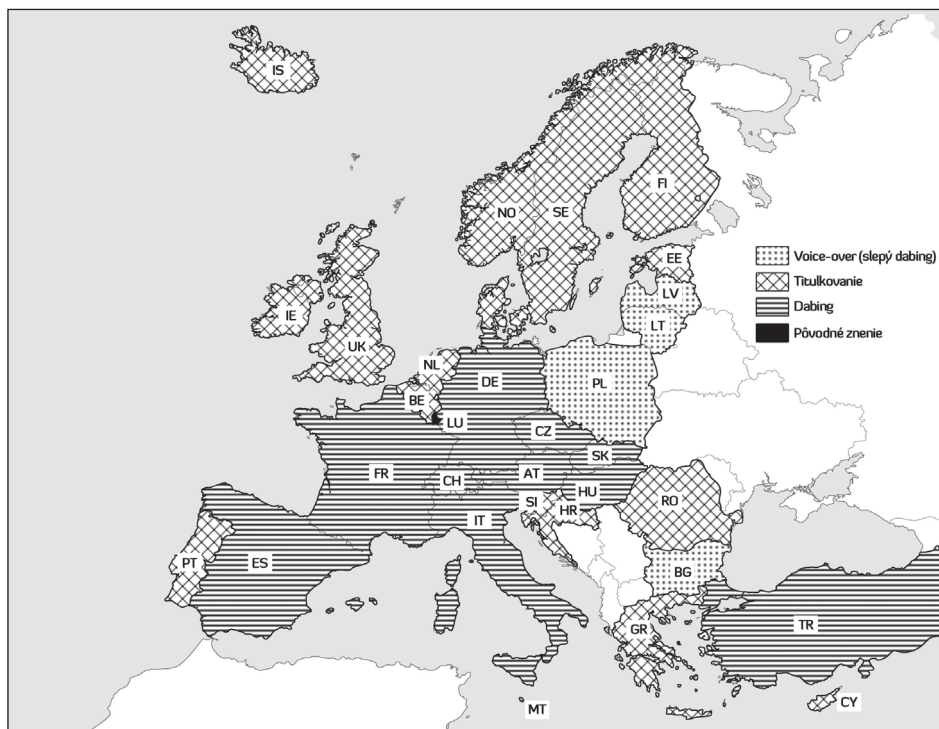 IS
FI
NO
SE
EE
LV
LT
IE
UK
NL
BE
DE
PL
LU
CZ
SK
FR
CH
AT
HU
SI
HR
RO
IT
PT
ES
BG
GR
TR
MT
CY
Voice-over (slepý dabing)
Titulkovanie
Dabing
Pôvodné znenie